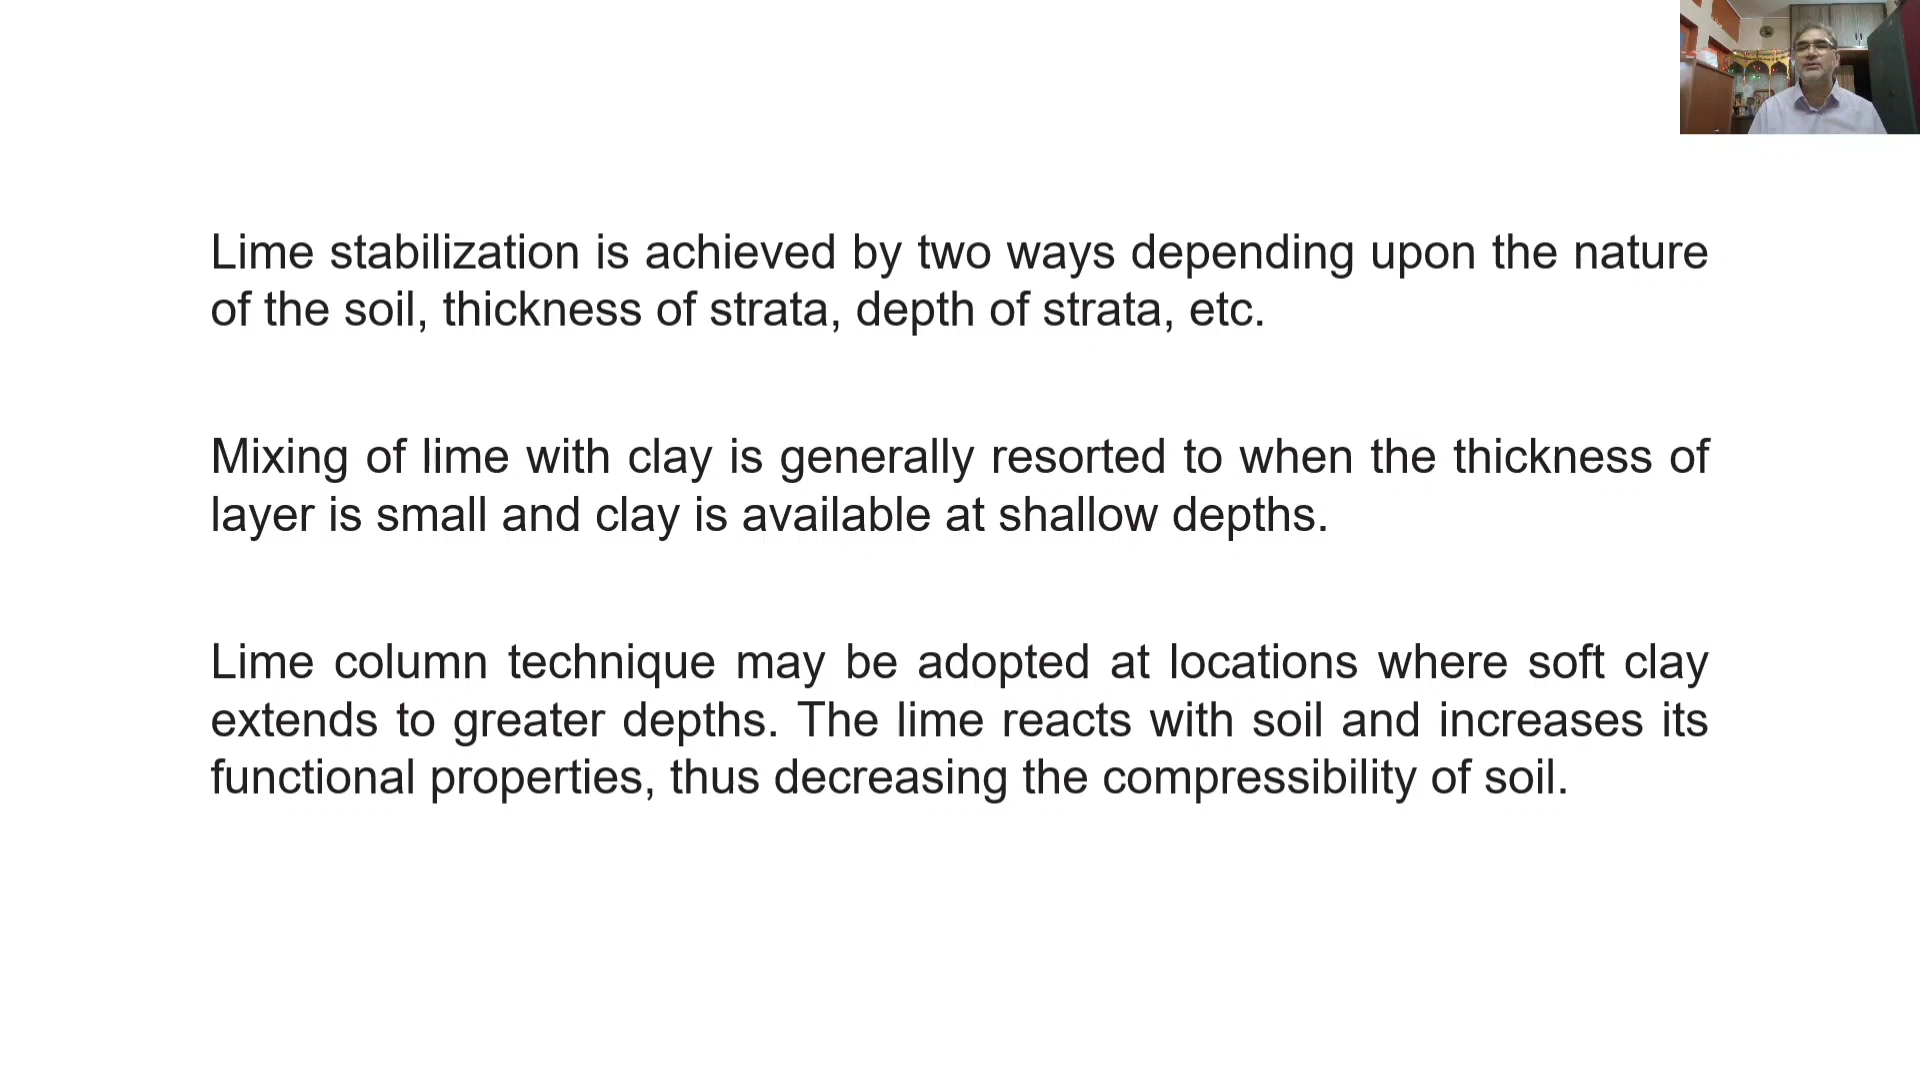 Lime stabilization is achieved by two ways depending upon the nature
of the soil, thickness of strata, depth of strata, etc.
Mixing of lime with clay is generally resorted to when the thickness of
layer is small and clay is available at shallow depths.
Lime column technique may be adopted at locations where soft clay
extends to greater depths. The lime reacts with soil and increases its
functional properties, thus decreasing the compressibility of soil.